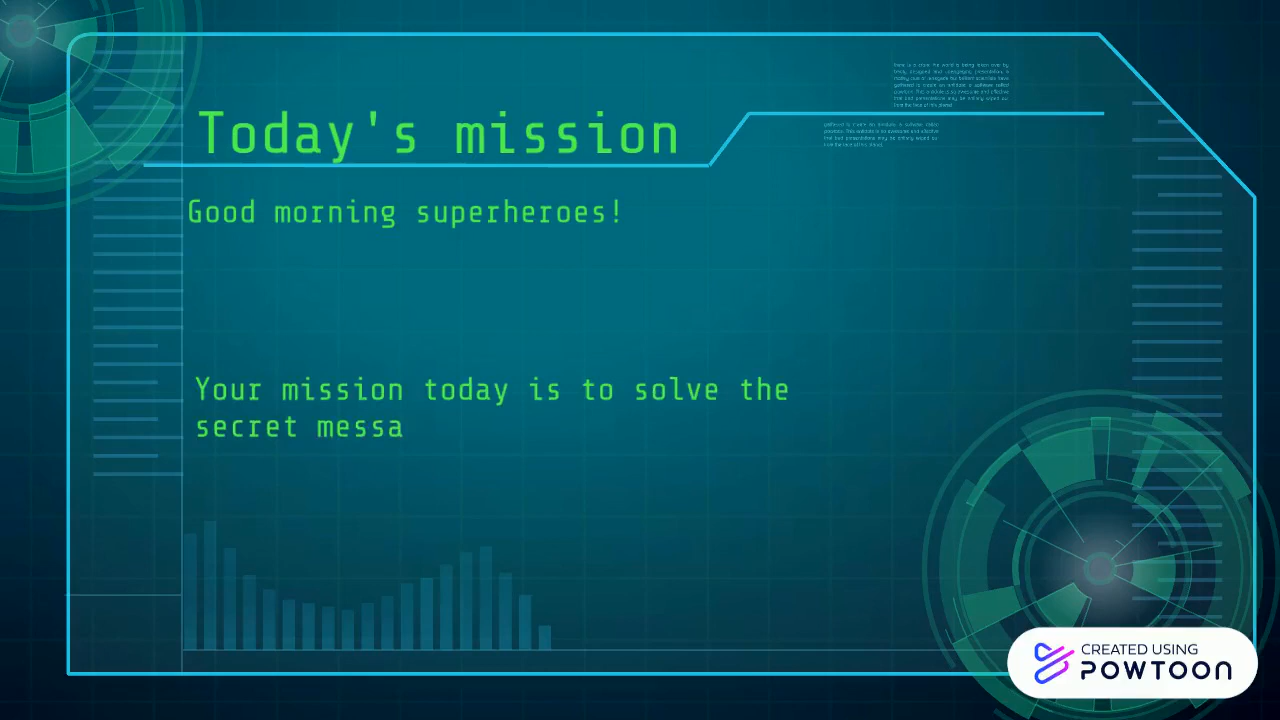 Today's mission
Good morning superheroes!
Your mission today is to solve the
secret messa
CREATED USING
POWTOON